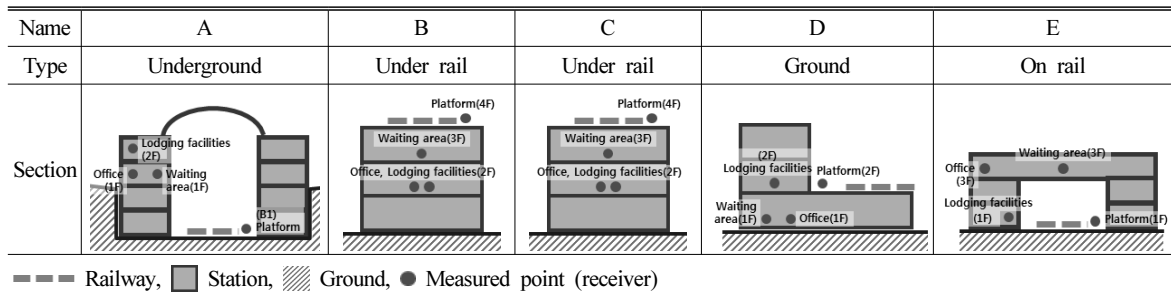 Name A B C D E
Type Underground Under rail Under rail Ground On rail
Section
Lodging facilities
(2F)
Office
(1F)
Waiting
area(1F)
(B1)
Platform
Platform(4F)
Waiting area(3F)
Office, Lodging facilities(2F)
Platform(4F)
Waiting area(3F)
Office, Lodging facilities(2F)
(2F)
Lodging facilities
Platform(2F)
Waiting
area(1F)
Office(1F)
Waiting area(3F)
Office
(3F)
Lodging facilities
(1F)
Platform(1F)
Railway, Station, Ground, Measured point (receiver)